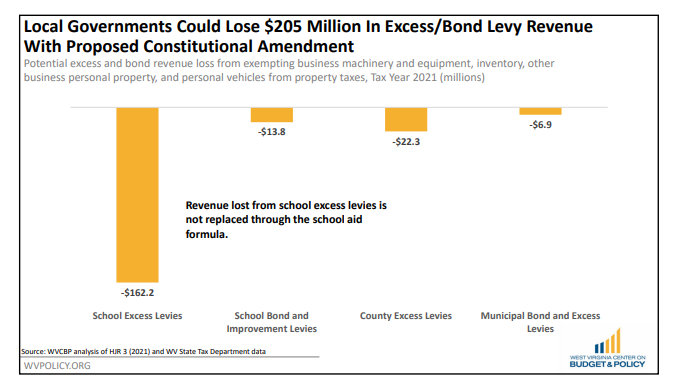 Local Governments Could Lose $205 Million In Excess/Bond Levy Revenue
With Proposed Constitutional Amendment
Potential excess and bond revenue loss from exempting business machinery and equipment, inventory, other
business personal property, and personal vehicles from property taxes, Tax Year 2021 (millions)
-$162.2
-$13.8
-$22.3
-$6.9
Revenue lost from school excess levies is
not replaced through the school aid
formula.
School Excess Levies
School Bond and
Improvement Levies
County Excess Levies
Municipal Bond and Excess
Levies
Source: WVCBP analysis of HJR 3 (2021) and WV State Tax Department data
WVPOLICY.ORG
WEST VIRGINIA CENTER ON
BUDGET & POLICY